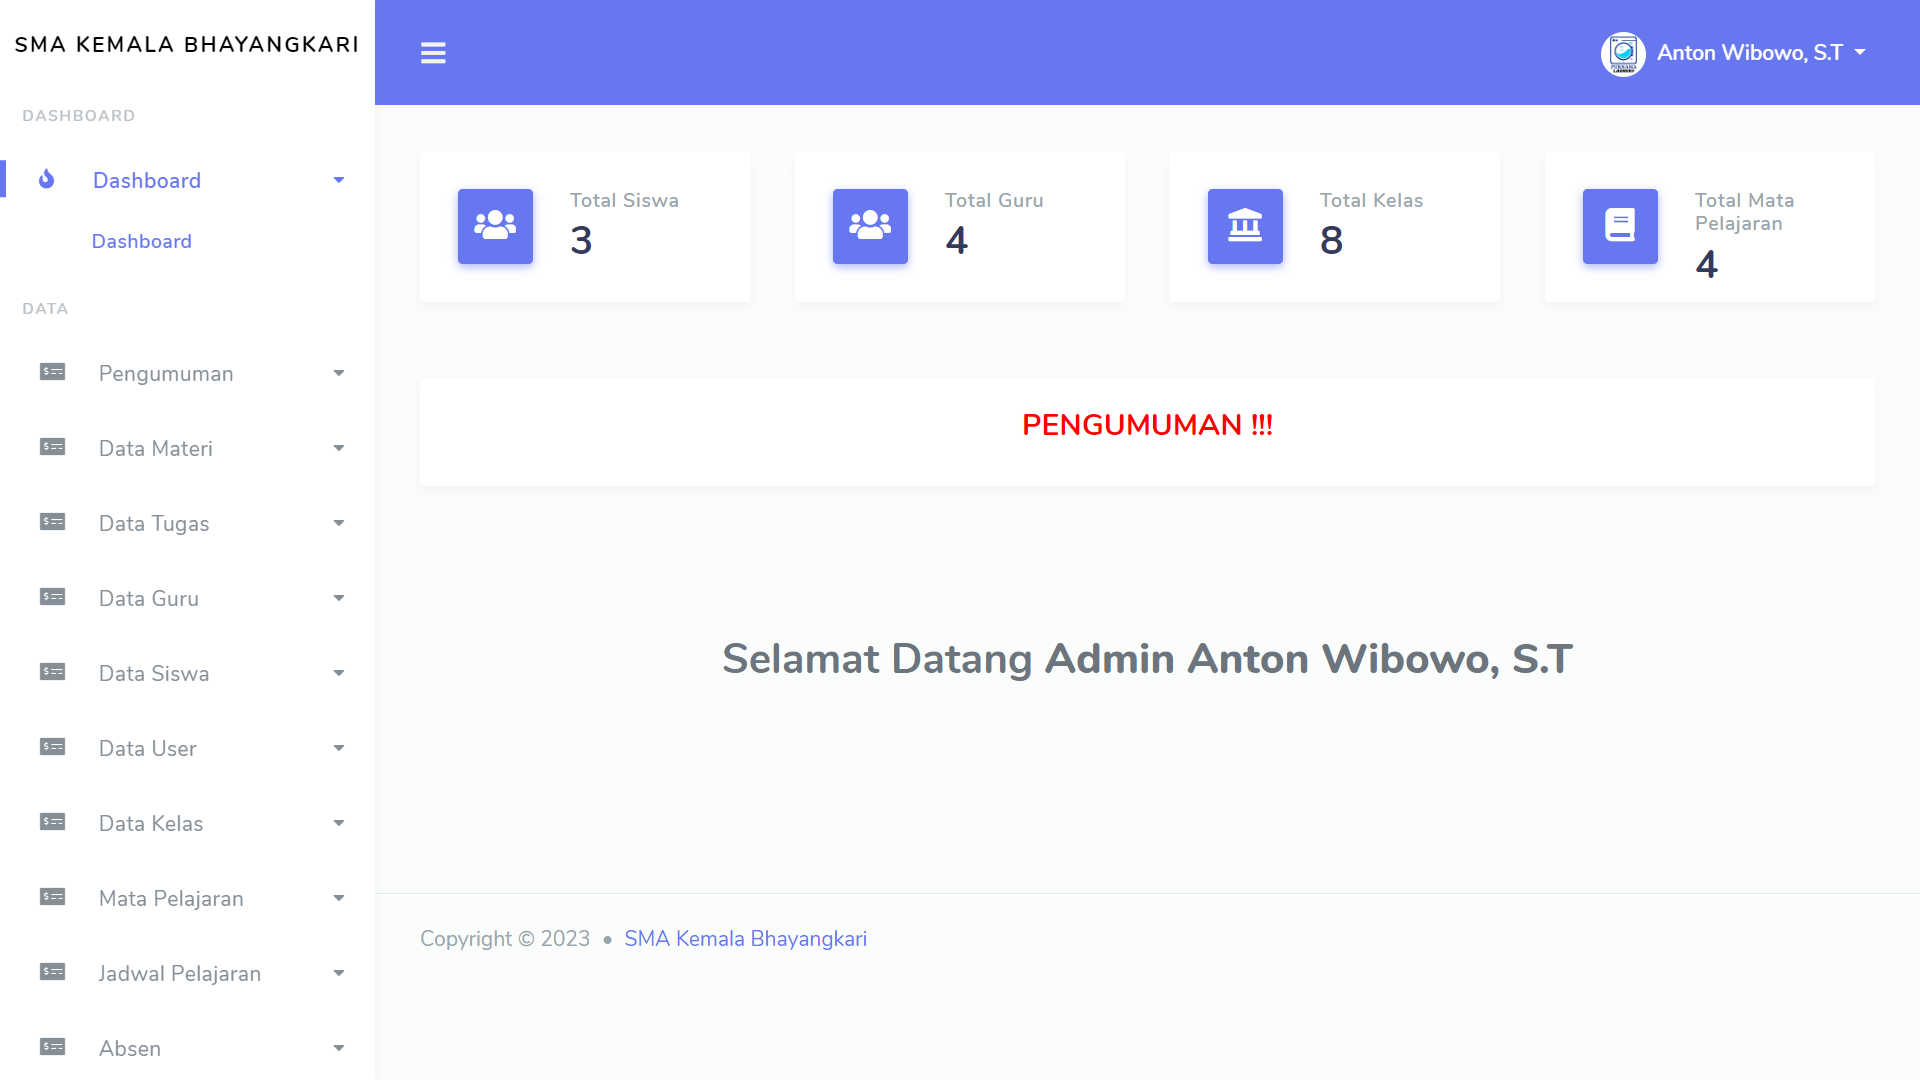 SMA KEMALA BHAYANGKARI
DASHBOARD
Dashboard
Dashboard
DATA
Pengumuman
Data Materi
Data Tugas
Data Guru
Data Siswa
Data User
Data Kelas
Mata Pelajaran
Jadwal Pelajaran
Absen
Anton Wibowo, S.T
Total Siswa
3
Total Guru
4
Total Kelas
8
Total Mata
Pelajaran
4
PENGUMUMAN !!!
Selamat Datang Admin Anton Wibowo, S.T
Copyright © 2023 • SMA Kemala Bhayangkari